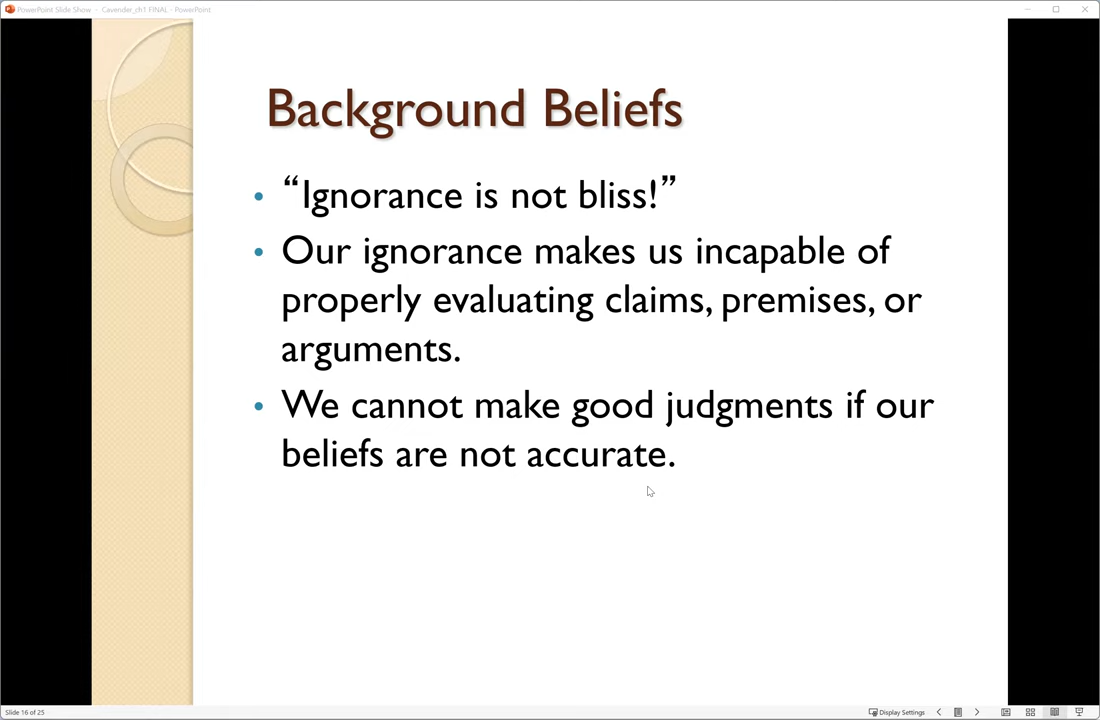 PowerPoint Slide Show - Cavender_ch1 FINAL - PowerPoint
Background Beliefs
• “Ignorance is not bliss!”
• Our ignorance makes us incapable of
properly evaluating claims, premises, or
arguments.
• We cannot make good judgments if our
beliefs are not accurate.
Slide 16 of 25
Display Settings